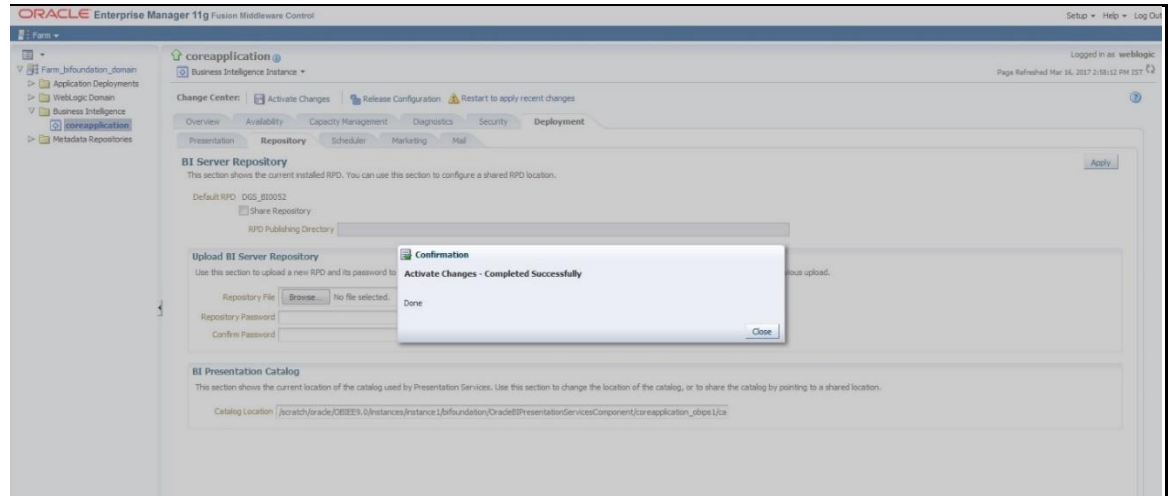 ORACLE Enterprise Manager 11g Fusion Middleware Control
Setup Help Log Out
Farm
Farm_bifoundation_domain
Application Deployments
WebLogic Domain
Business Intelligence
coreapplication
Metadata Repositories
coreapplication
Logged in as weblogic
Business Intelligence Instance
Page Refreshed Mar 16, 2017 2:58:12 PM IST
Change Center: Activate Changes Release Configuration Restart to apply recent changes
Overview Availability Capacity Management Diagnostics Security Deployment
Presentation Repository Scheduler Marketing Mail
BI Server Repository
Apply
This section shows the current installed RPD. You can use this section to configure a shared RPD location.
Default RPD DGS_BI0052
Share Repository
RPD Publishing Directory
Upload BI Server Repository
Use this section to upload a new RPD and its password to
vious upload.
Repository File Browse... No file selected.
Repository Password
Confirm Password
Confirmation
Activate Changes - Completed Successfully
Done
Close
BI Presentation Catalog
This section shows the current location of the catalog used by Presentation Services. Use this section to change the location of the catalog, or to share the catalog by pointing to a shared location.
Catalog Location /scratch/oracle/OBIEE9.0/instances/instance1/bifoundation/OracleBIPresentationServicesComponent/coreapplication_obips1/ca